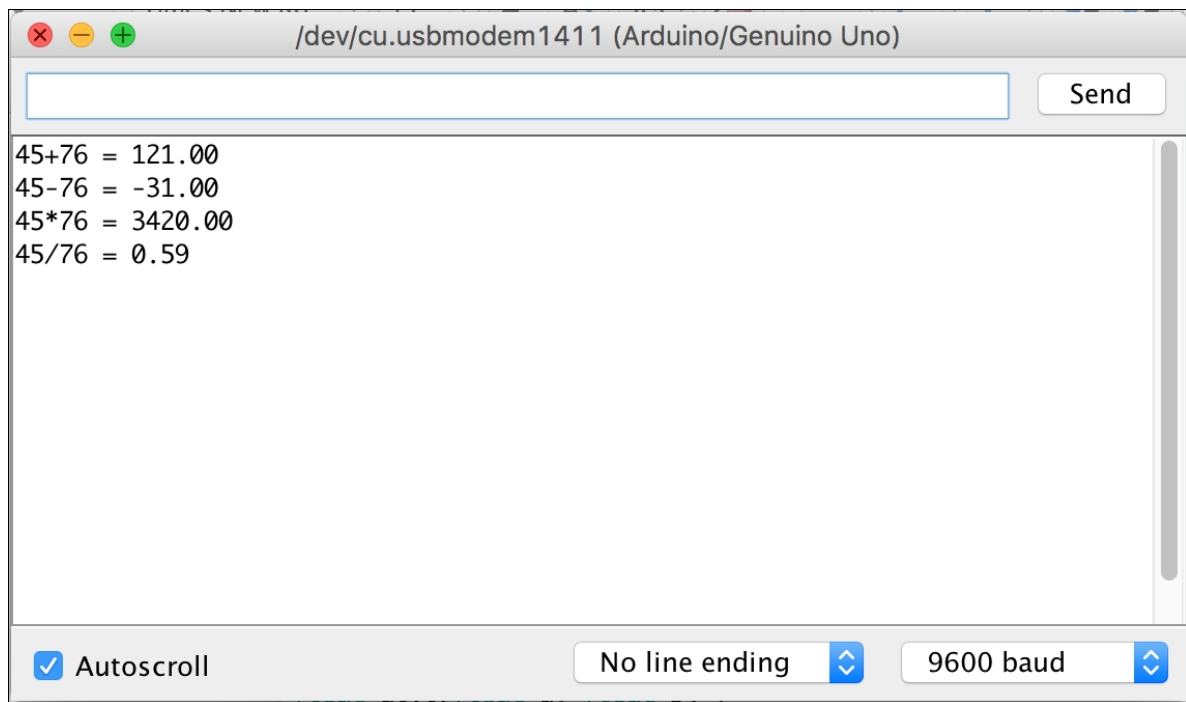 /dev/cu.usbmodem1411 (Arduino/Genuino Uno)
Send
45+76 = 121.00
45-76 = -31.00
45*76 = 3420.00
45/76 = 0.59
Autoscroll
No line ending
9600 baud